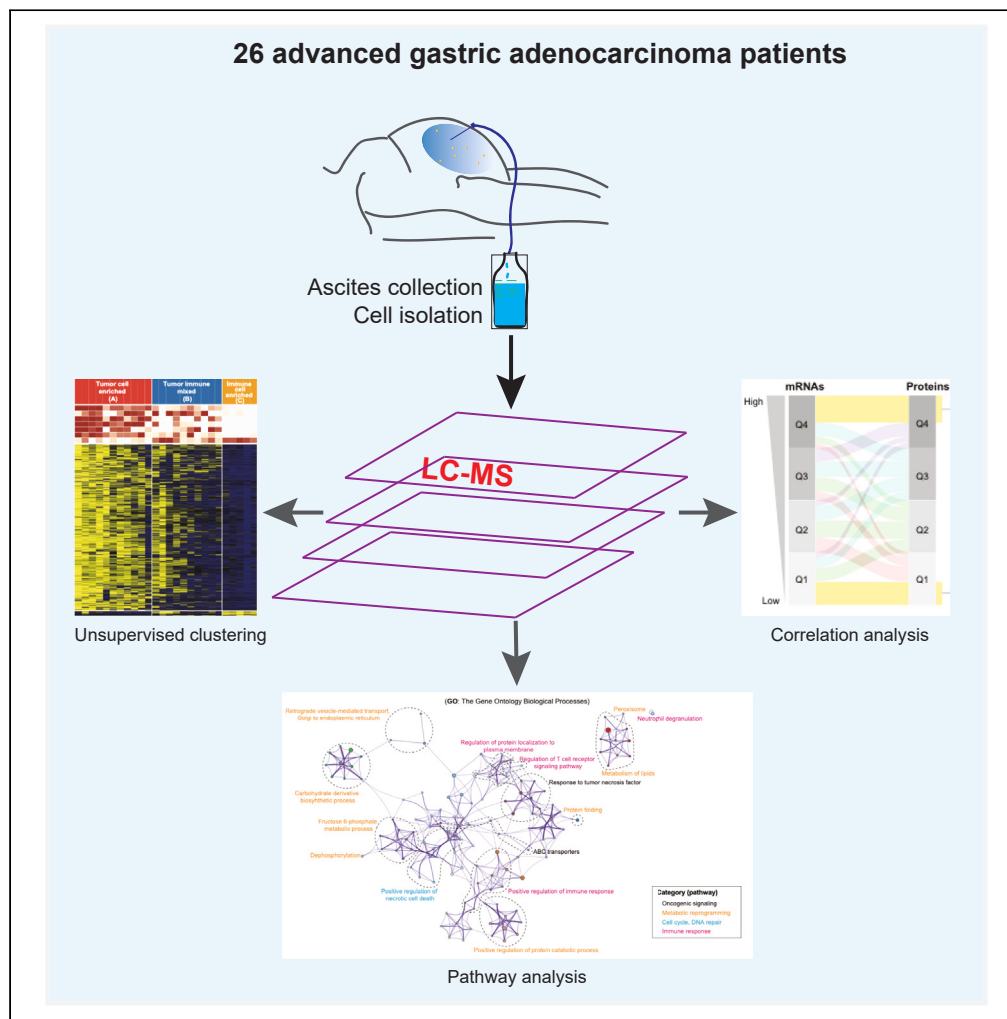 26 advanced gastric adenocarcinoma patients
Ascites collection
Cell isolation
Tumor cell
enriched
(A)
Tumor Immune
mixed
(B)
Immune
cell
enriched
(C)
LC-MS
mRNAs
Proteins
High
Q4
Q4
Q3
Q3
Q2
Q2
Q1
Q1
Low
Unsupervised clustering
Correlation analysis
(GO: The Gene Ontology Biological Processes)
Retrograde vesicle-mediated transport,
Golgi to endoplasmic reticulum
Peroxisome
Neutrophil degranulation
Regulation of protein localization to
plasma membrane
Regulation of T cell receptor
signaling pathway
Metabolism of lipids
Response to tumor necrosis factor
Carbohydrate derivative
biosyhthetic process
Protein folding
Fructose 6-phosphate
metabolic process
Dephosphorylation
ABC transporters
Positive regulation of
necrotic cell death
Positive regulation of immune response
Category (pathway)
Oncogenic signaling
Metabolic reprogramming
Cell cycle, DNA repair
Immune response
Positive regulation of protein catabolic process
Pathway analysis